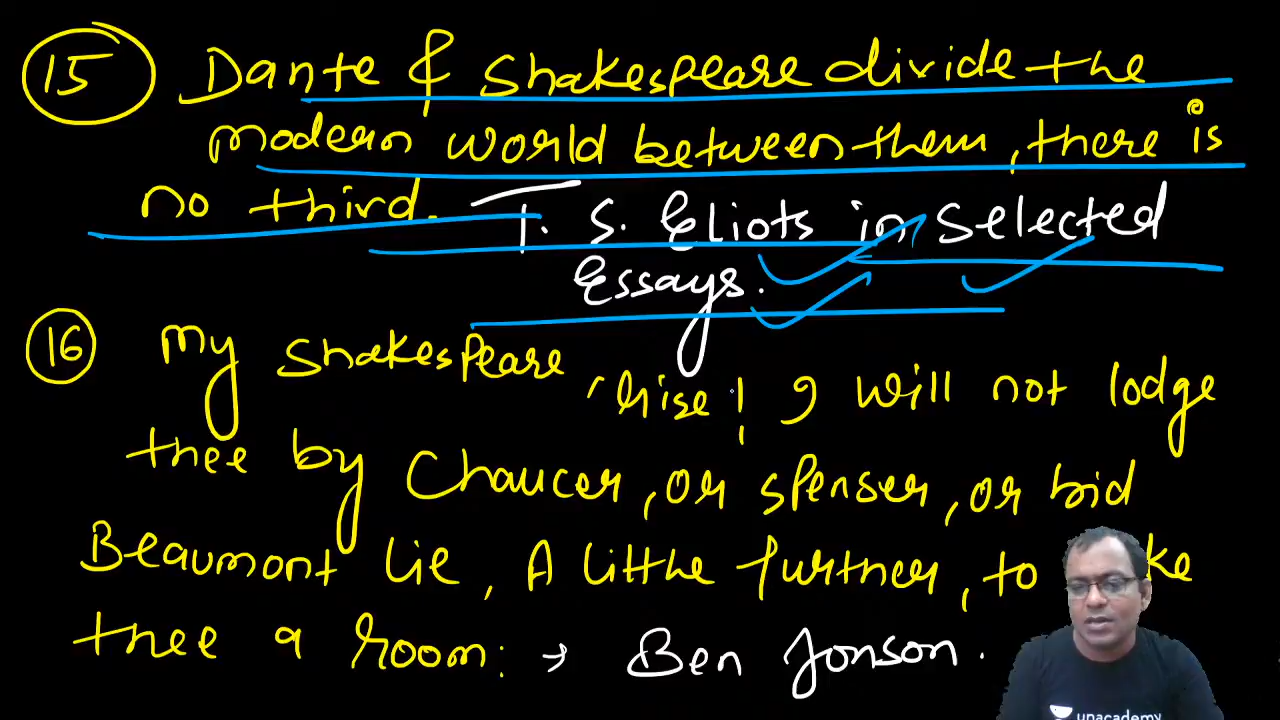 15 Dante & Shakespeare divide the
modern world between them, there is
no third.
T. S. Eliots in Selected
Essays.
16 My Shakespeare, rise! I will not lodge
thee by Chaucer, or Spenser, or bid
Beaumont lie, A little further, to
thee a room: → Ben Jonson.
unacademy